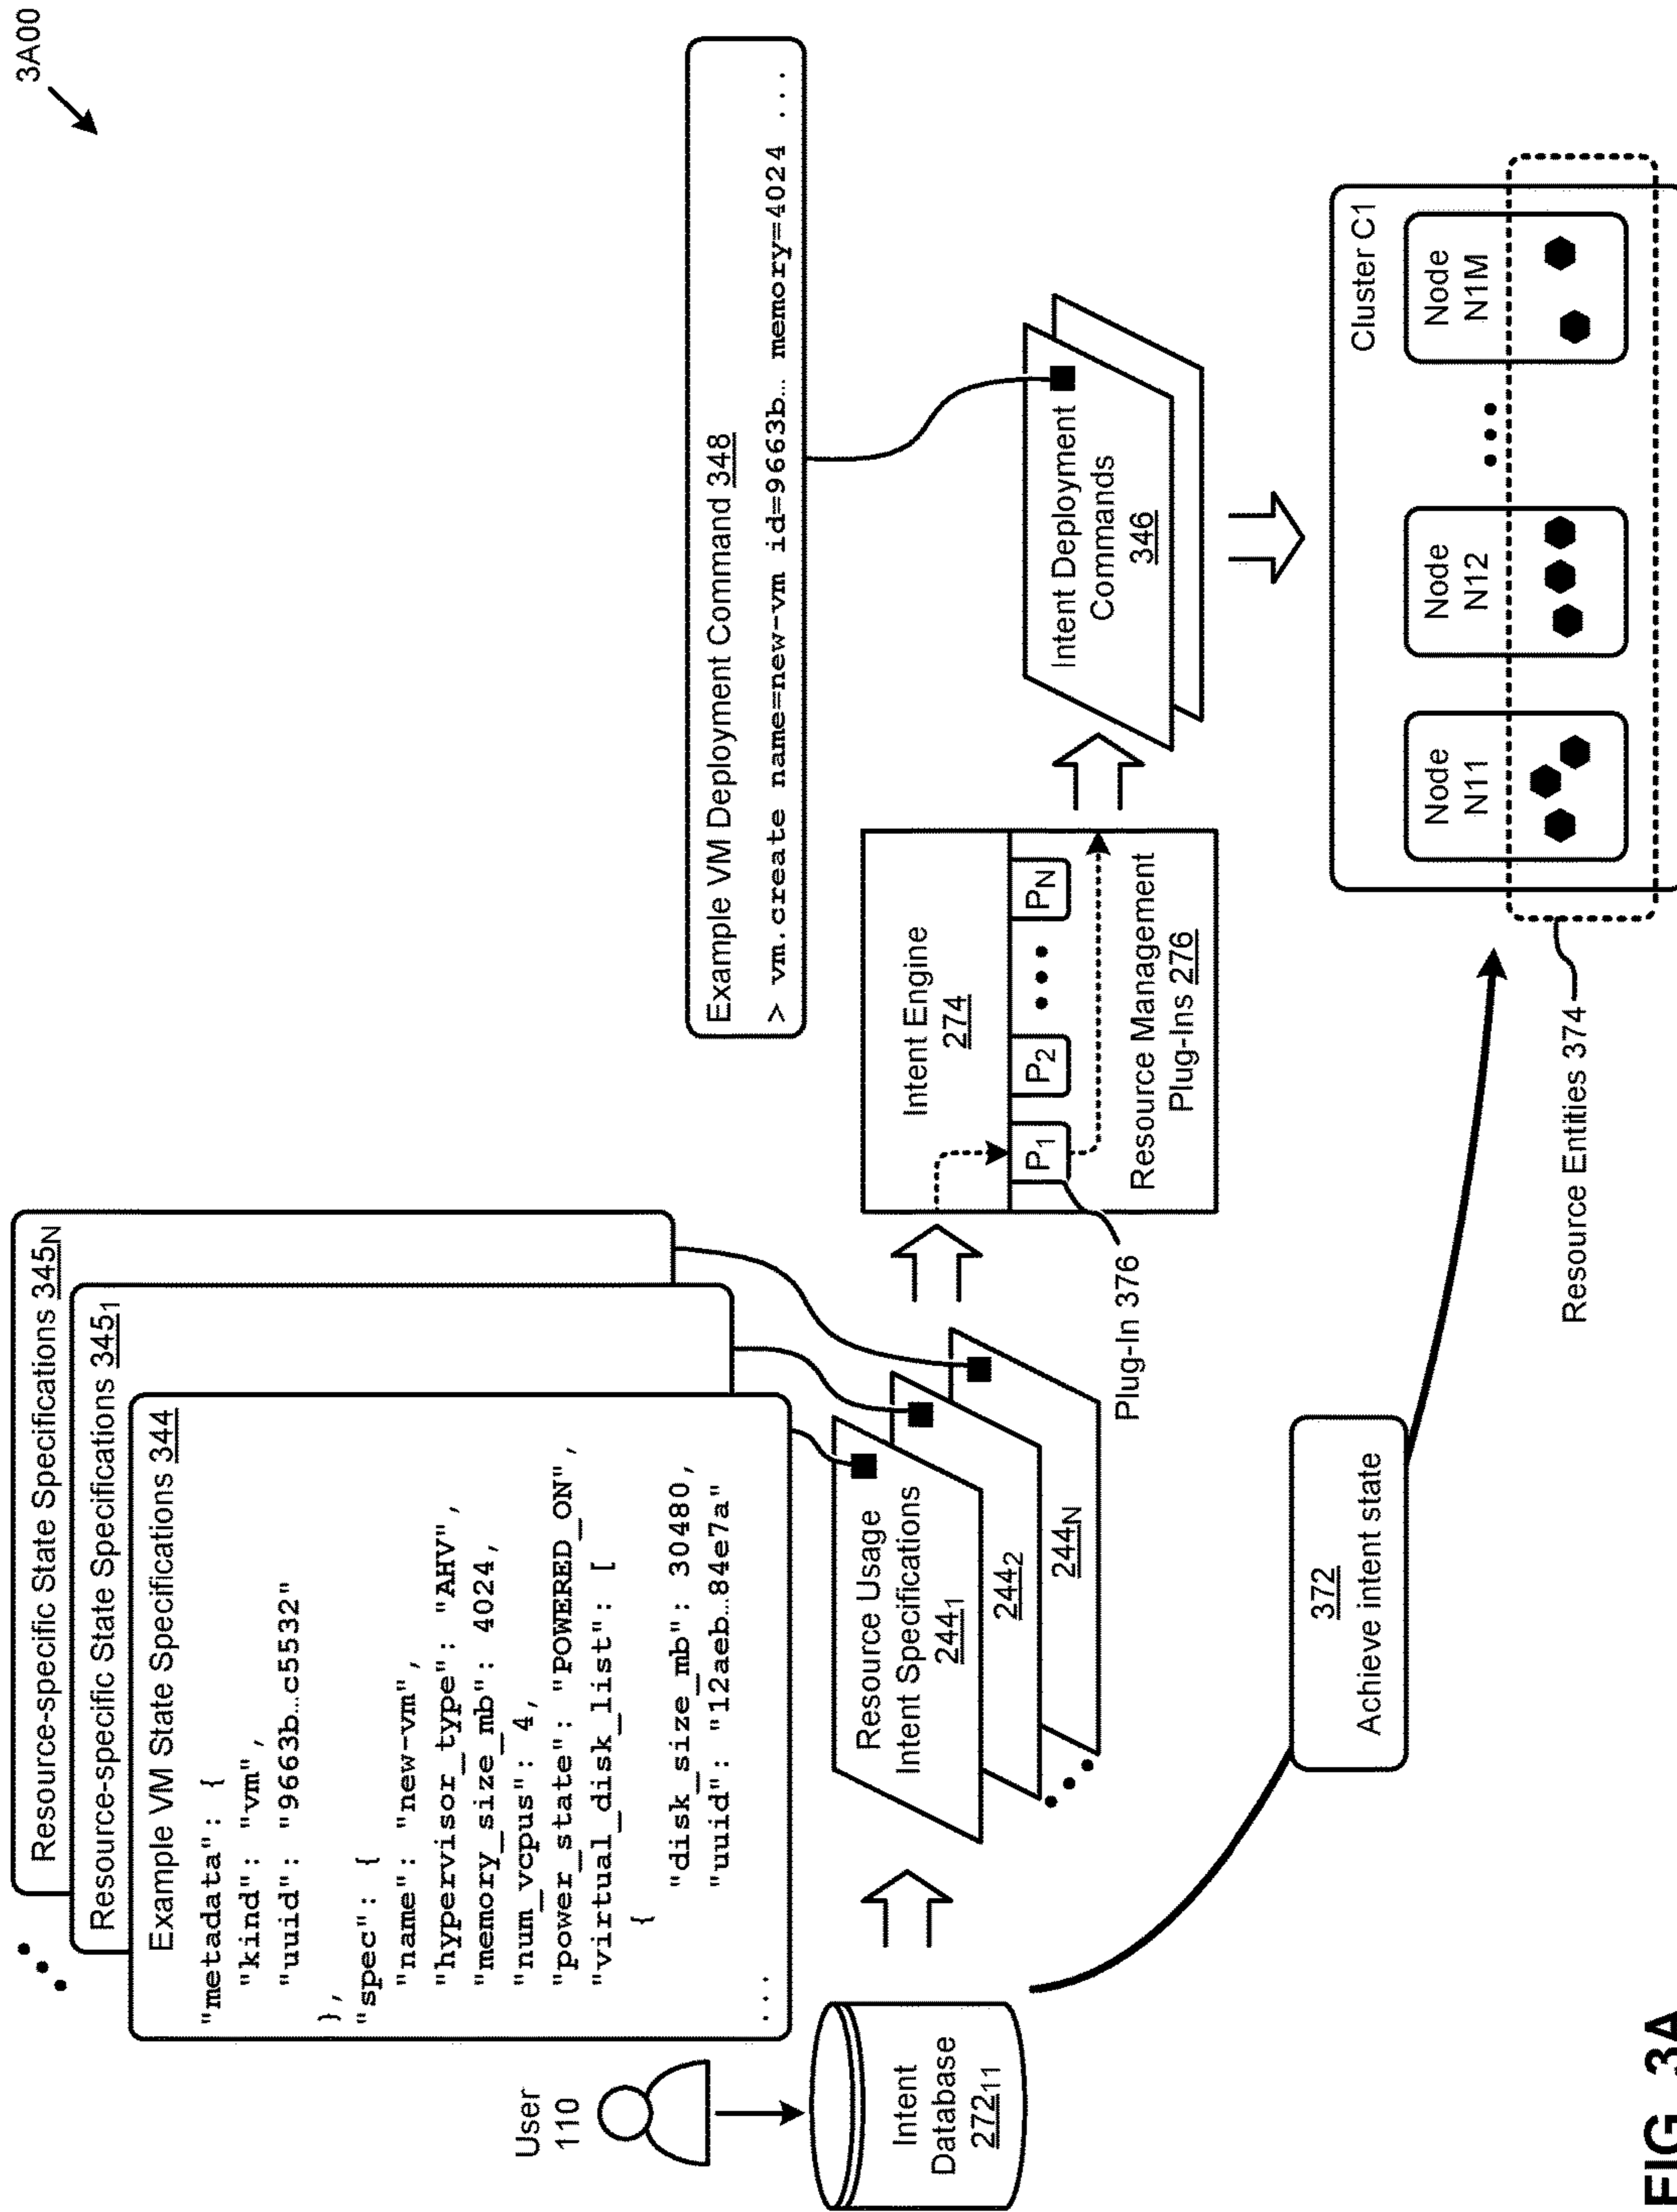 3A00
Resource-specific State Specifications 345N
Resource-specific State Specifications 3451
Example VM State Specifications 344
"metadata": {
"kind": "vm",
"uuid": "9663b…c5532"
},
"spec": {
"name": "new-vm",
"hypervisor_type": "AHV",
"memory_size_mb": 4024,
"num_vcpus": 4,
"power_state": "POWERED_ON",
"virtual_disk_list": [
{
"disk_size_mb": 30480,
"uuid": "12aeb…84e7a"
...
Example VM Deployment Command 348
> vm.create name=new-vm id=9663b… memory=4024 ...
User
110
Intent
Database
27211
Resource Usage
Intent Specifications
2441
2442
244N
Intent Engine
274
P1
P2
PN
Resource Management
Plug-Ins 276
Plug-In 376
Intent Deployment
Commands
346
372
Achieve intent state
Cluster C1
Node
N11
Node
N12
Node
N1M
Resource Entities 374
FIG. 3A